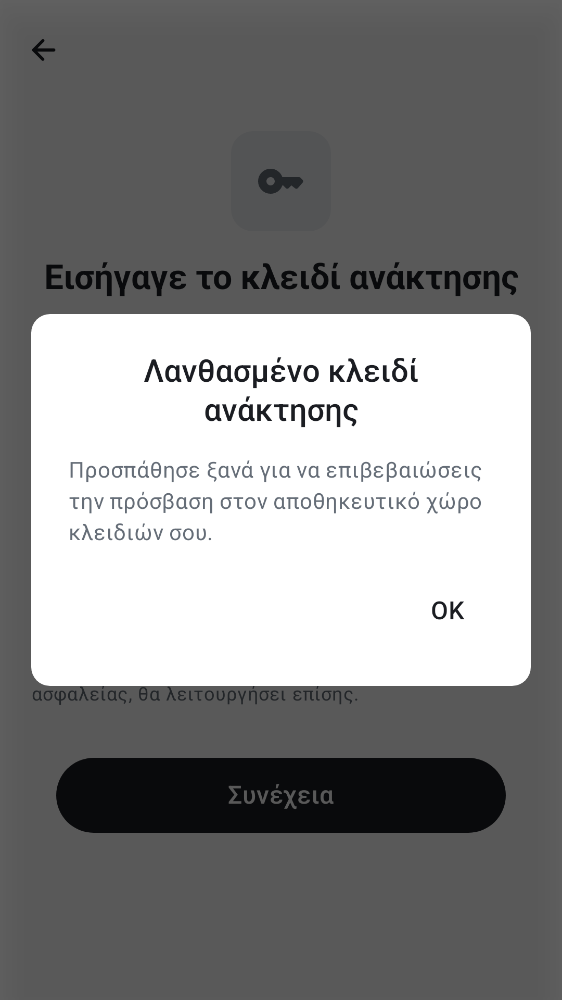 Εισήγαγε το κλειδί ανάκτησης
Λανθασμένο κλειδί
ανάκτησης
Προσπάθησε ξανά για να επιβεβαιώσεις
την πρόσβαση στον αποθηκευτικό χώρο
κλειδιών σου.
OK
ασφαλείας, θα λειτουργήσει επίσης.
Συνέχεια